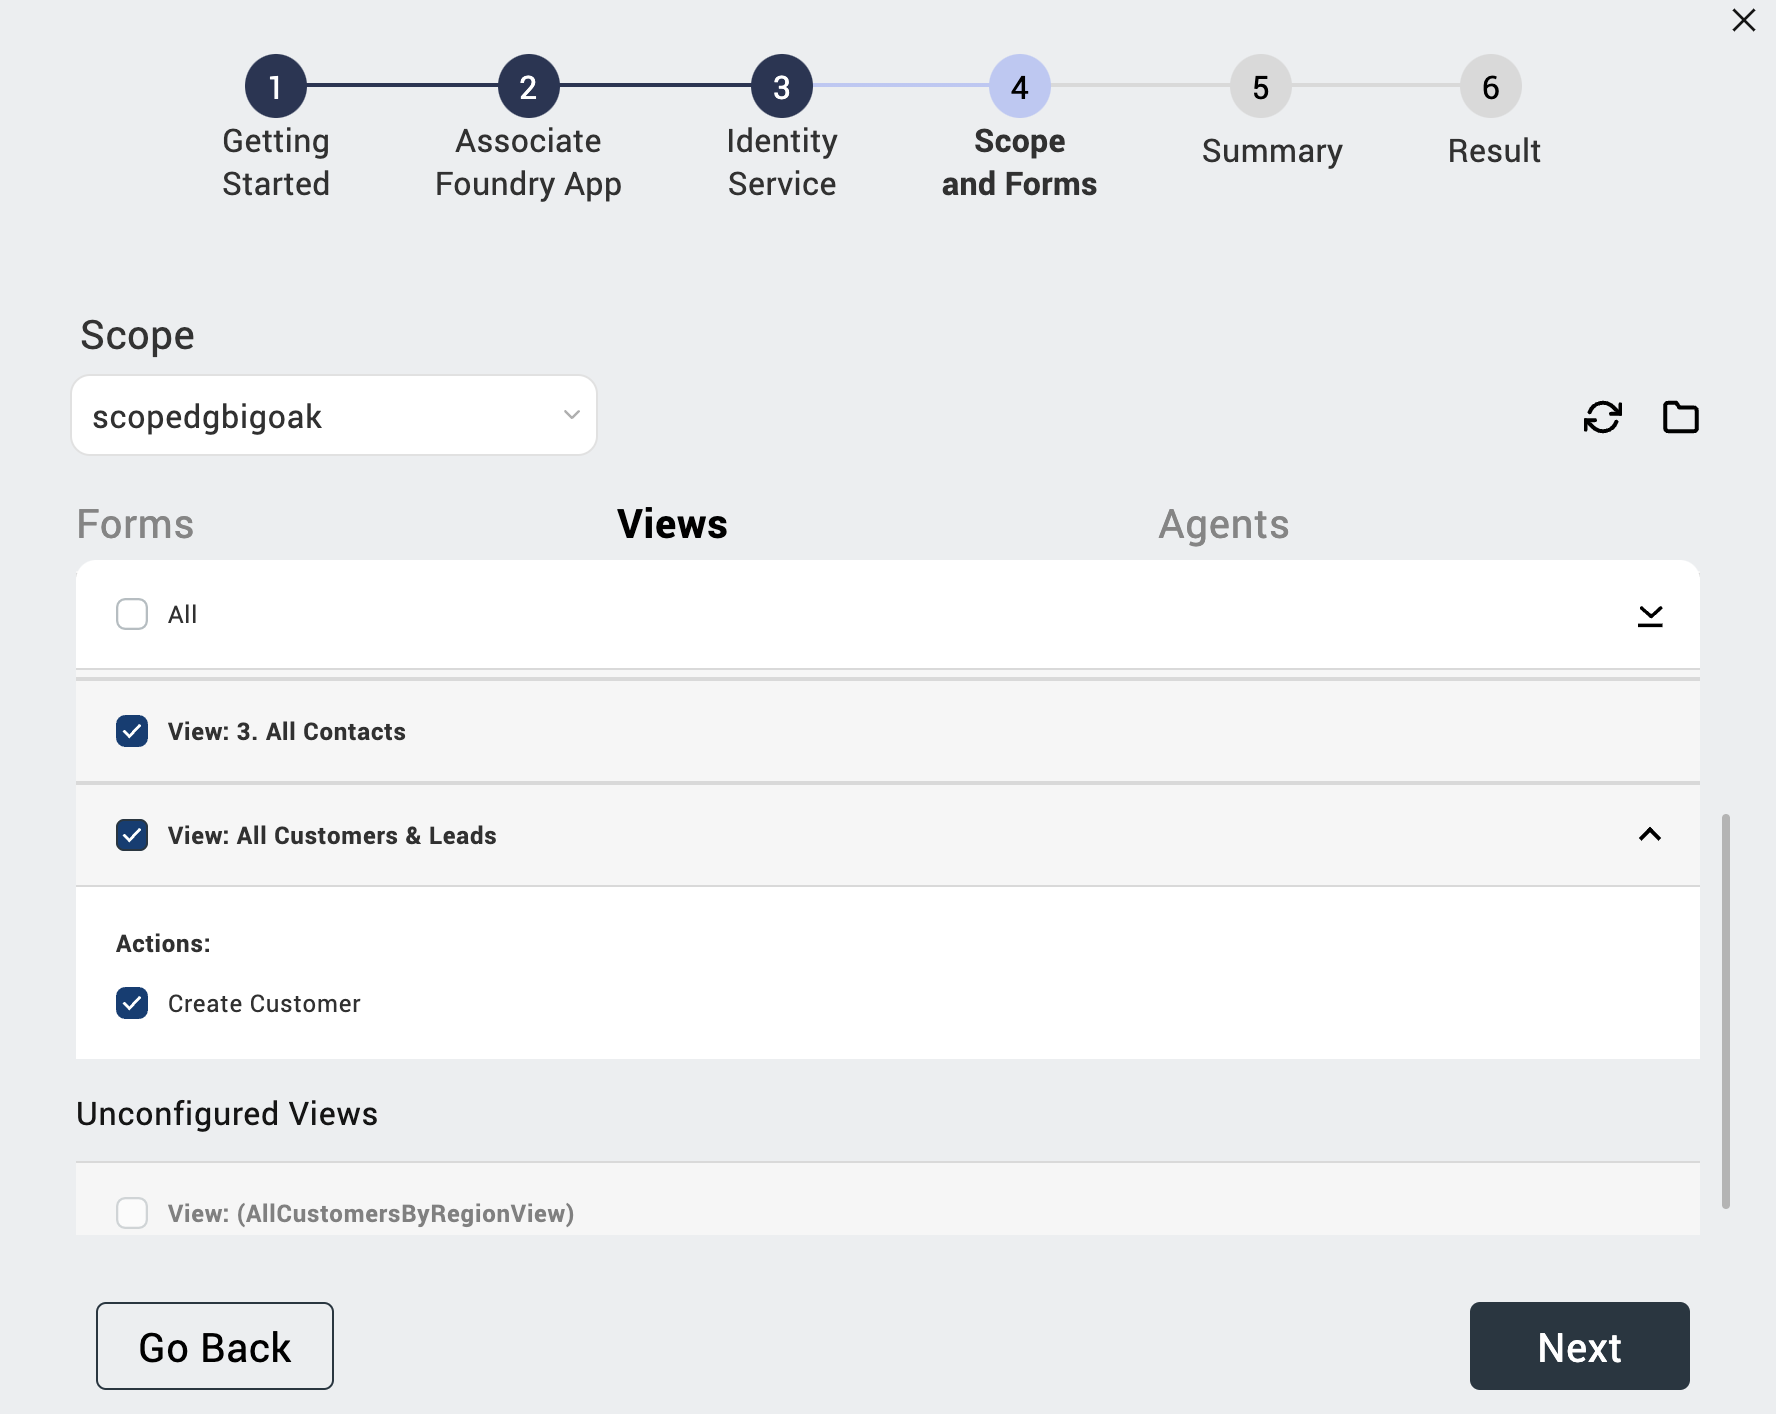 1
2
3
4
5
6
Getting
Started
Associate
Foundry App
Identity
Service
Scope
and Forms
Summary
Result
Scope
scopedgbigoak
Forms
Views
Agents
All
View: 3. All Contacts
View: All Customers & Leads
Actions:
Create Customer
Unconfigured Views
View: (AllCustomersByRegionView)
Go Back
Next